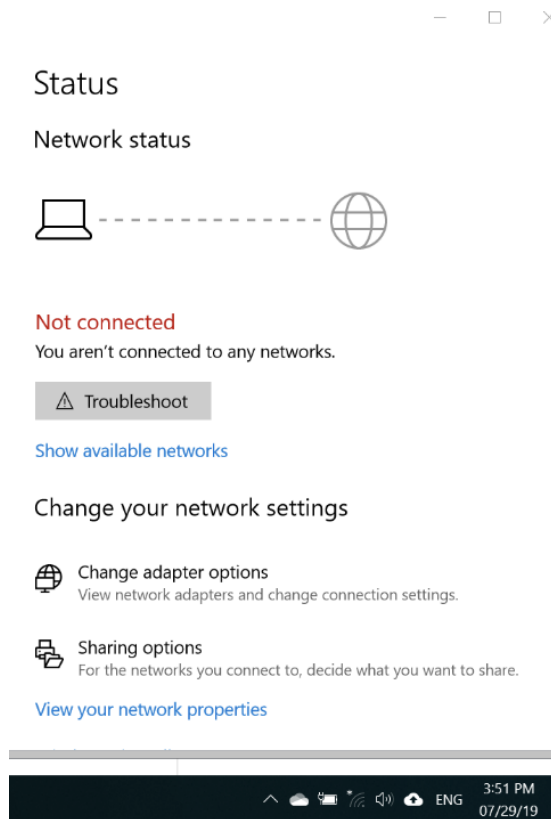 Status
Network status
Not connected
You aren't connected to any networks.
Troubleshoot
Show available networks
Change your network settings
Change adapter options
View network adapters and change connection settings.
Sharing options
For the networks you connect to, decide what you want to share.
View your network properties
ENG
3:51 PM
07/29/19